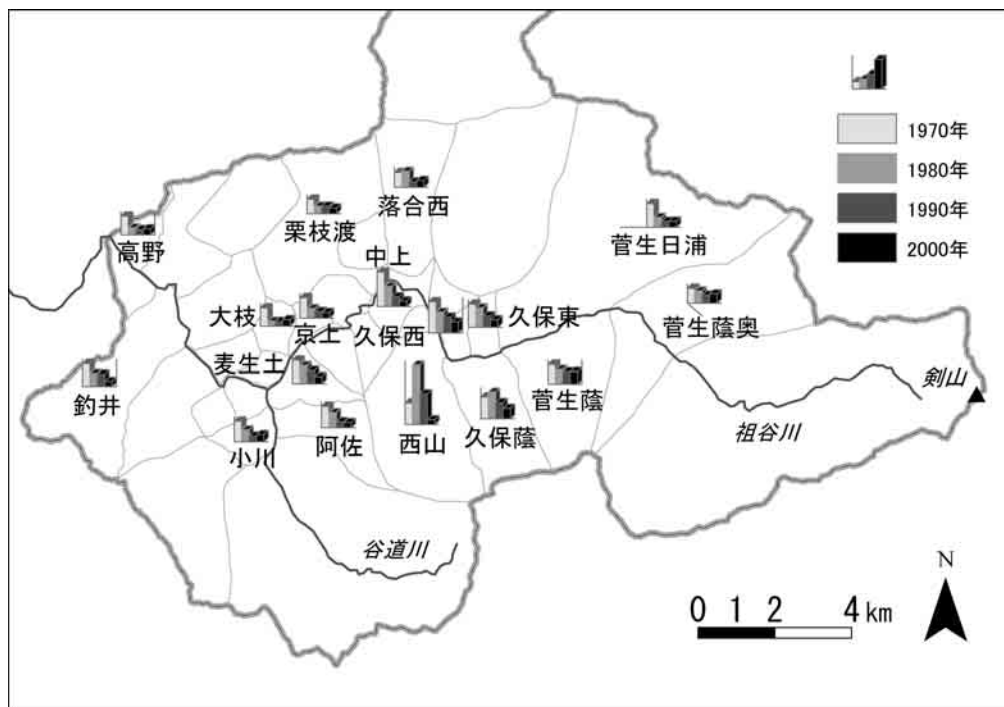 1970年
1980年
1990年
2000年
落合西
栗枝渡
高野
中上
菅生日浦
大枝
京上
久保西
久保東
菅生蔭奥
麦生土
釣井
菅生蔭
剣山
小川
阿佐
西山
久保蔭
祖谷川
谷道川
N
0 1 2 4 km